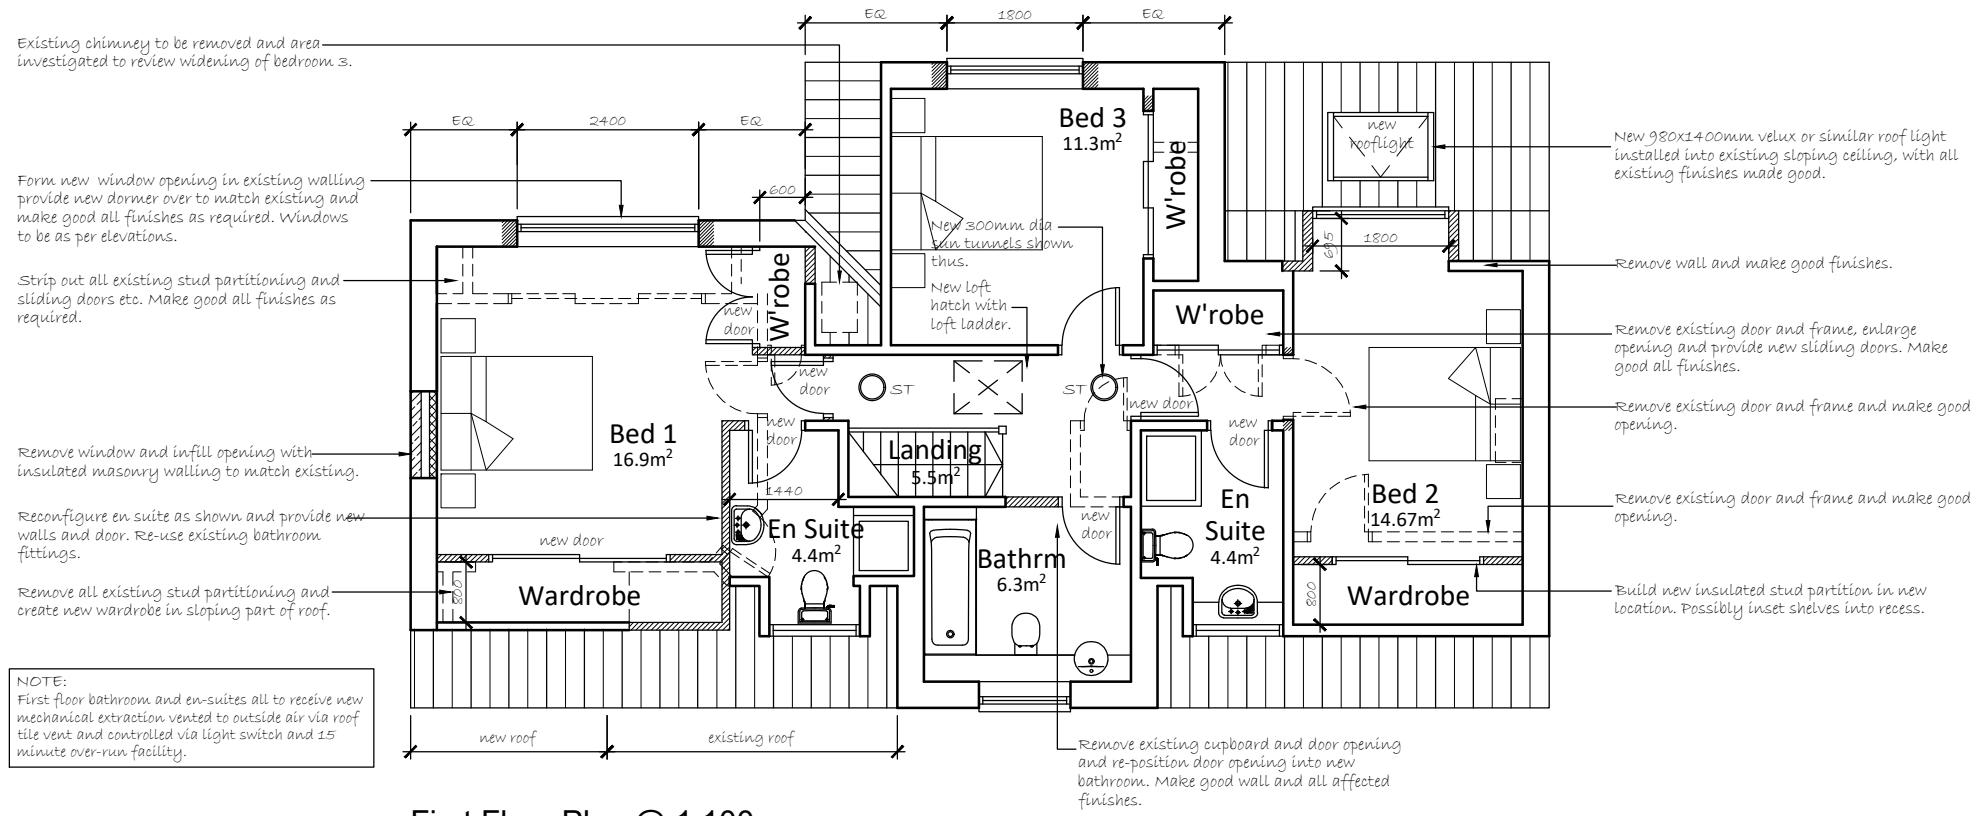 EQ
1800
EQ
Existing chimney to be removed and area
investigated to review widening of bedroom 3.
EQ
2400
EQ
Form new window opening in existing walling
provide new dormer over to match existing and
make good all finishes as required. Windows
to be as per elevations.
600
Strip out all existing stud partitioning and
sliding doors etc. Make good all finishes as
required.
Remove window and infill opening with
insulated masonry walling to match existing.
Reconfigure en suite as shown and provide new
walls and door. Re-use existing bathroom
fittings.
Remove all existing stud partitioning and
create new wardrobe in sloping part of roof.
NOTE:
First floor bathroom and en-suites all to receive new
mechanical extraction vented to outside air via roof
tile vent and controlled via light switch and 15
minute over-run facility.
Bed 3
11.3m²
W'robe
New 300mm dia
sun tunnels shown
thus.
New loft
hatch with
loft ladder.
W'robe
new
door
new
door
new
door
ST
ST
Bed 1
16.9m²
1440
En Suite
4.4m²
new door
Wardrobe
800
Landing
5.5m²
new
door
Bathrm
6.3m²
W'robe
new door
new
door
En
Suite
4.4m²
Bed 2
14.67m²
Wardrobe
800
new
rooflight
1800
695
New 980x1400mm velux or similar roof light
installed into existing sloping ceiling, with all
existing finishes made good.
Remove wall and make good finishes.
Remove existing door and frame, enlarge
opening and provide new sliding doors. Make
good all finishes.
Remove existing door and frame and make good
opening.
Remove existing door and frame and make good
opening.
Build new insulated stud partition in new
location. Possibly inset shelves into recess.
new roof
existing roof
Remove existing cupboard and door opening
and re-position door opening into new
bathroom. Make good wall and all affected
finishes.
First Floor Plan @ 1:100